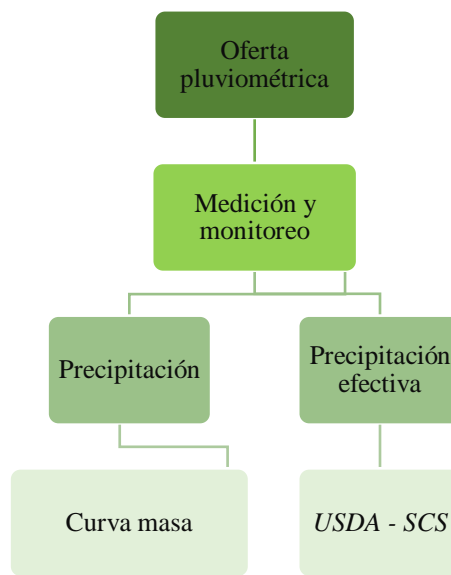 Oferta
pluviométrica
Medición y
monitoreo
Precipitación
Precipitación
efectiva
Curva masa
USDA - SCS